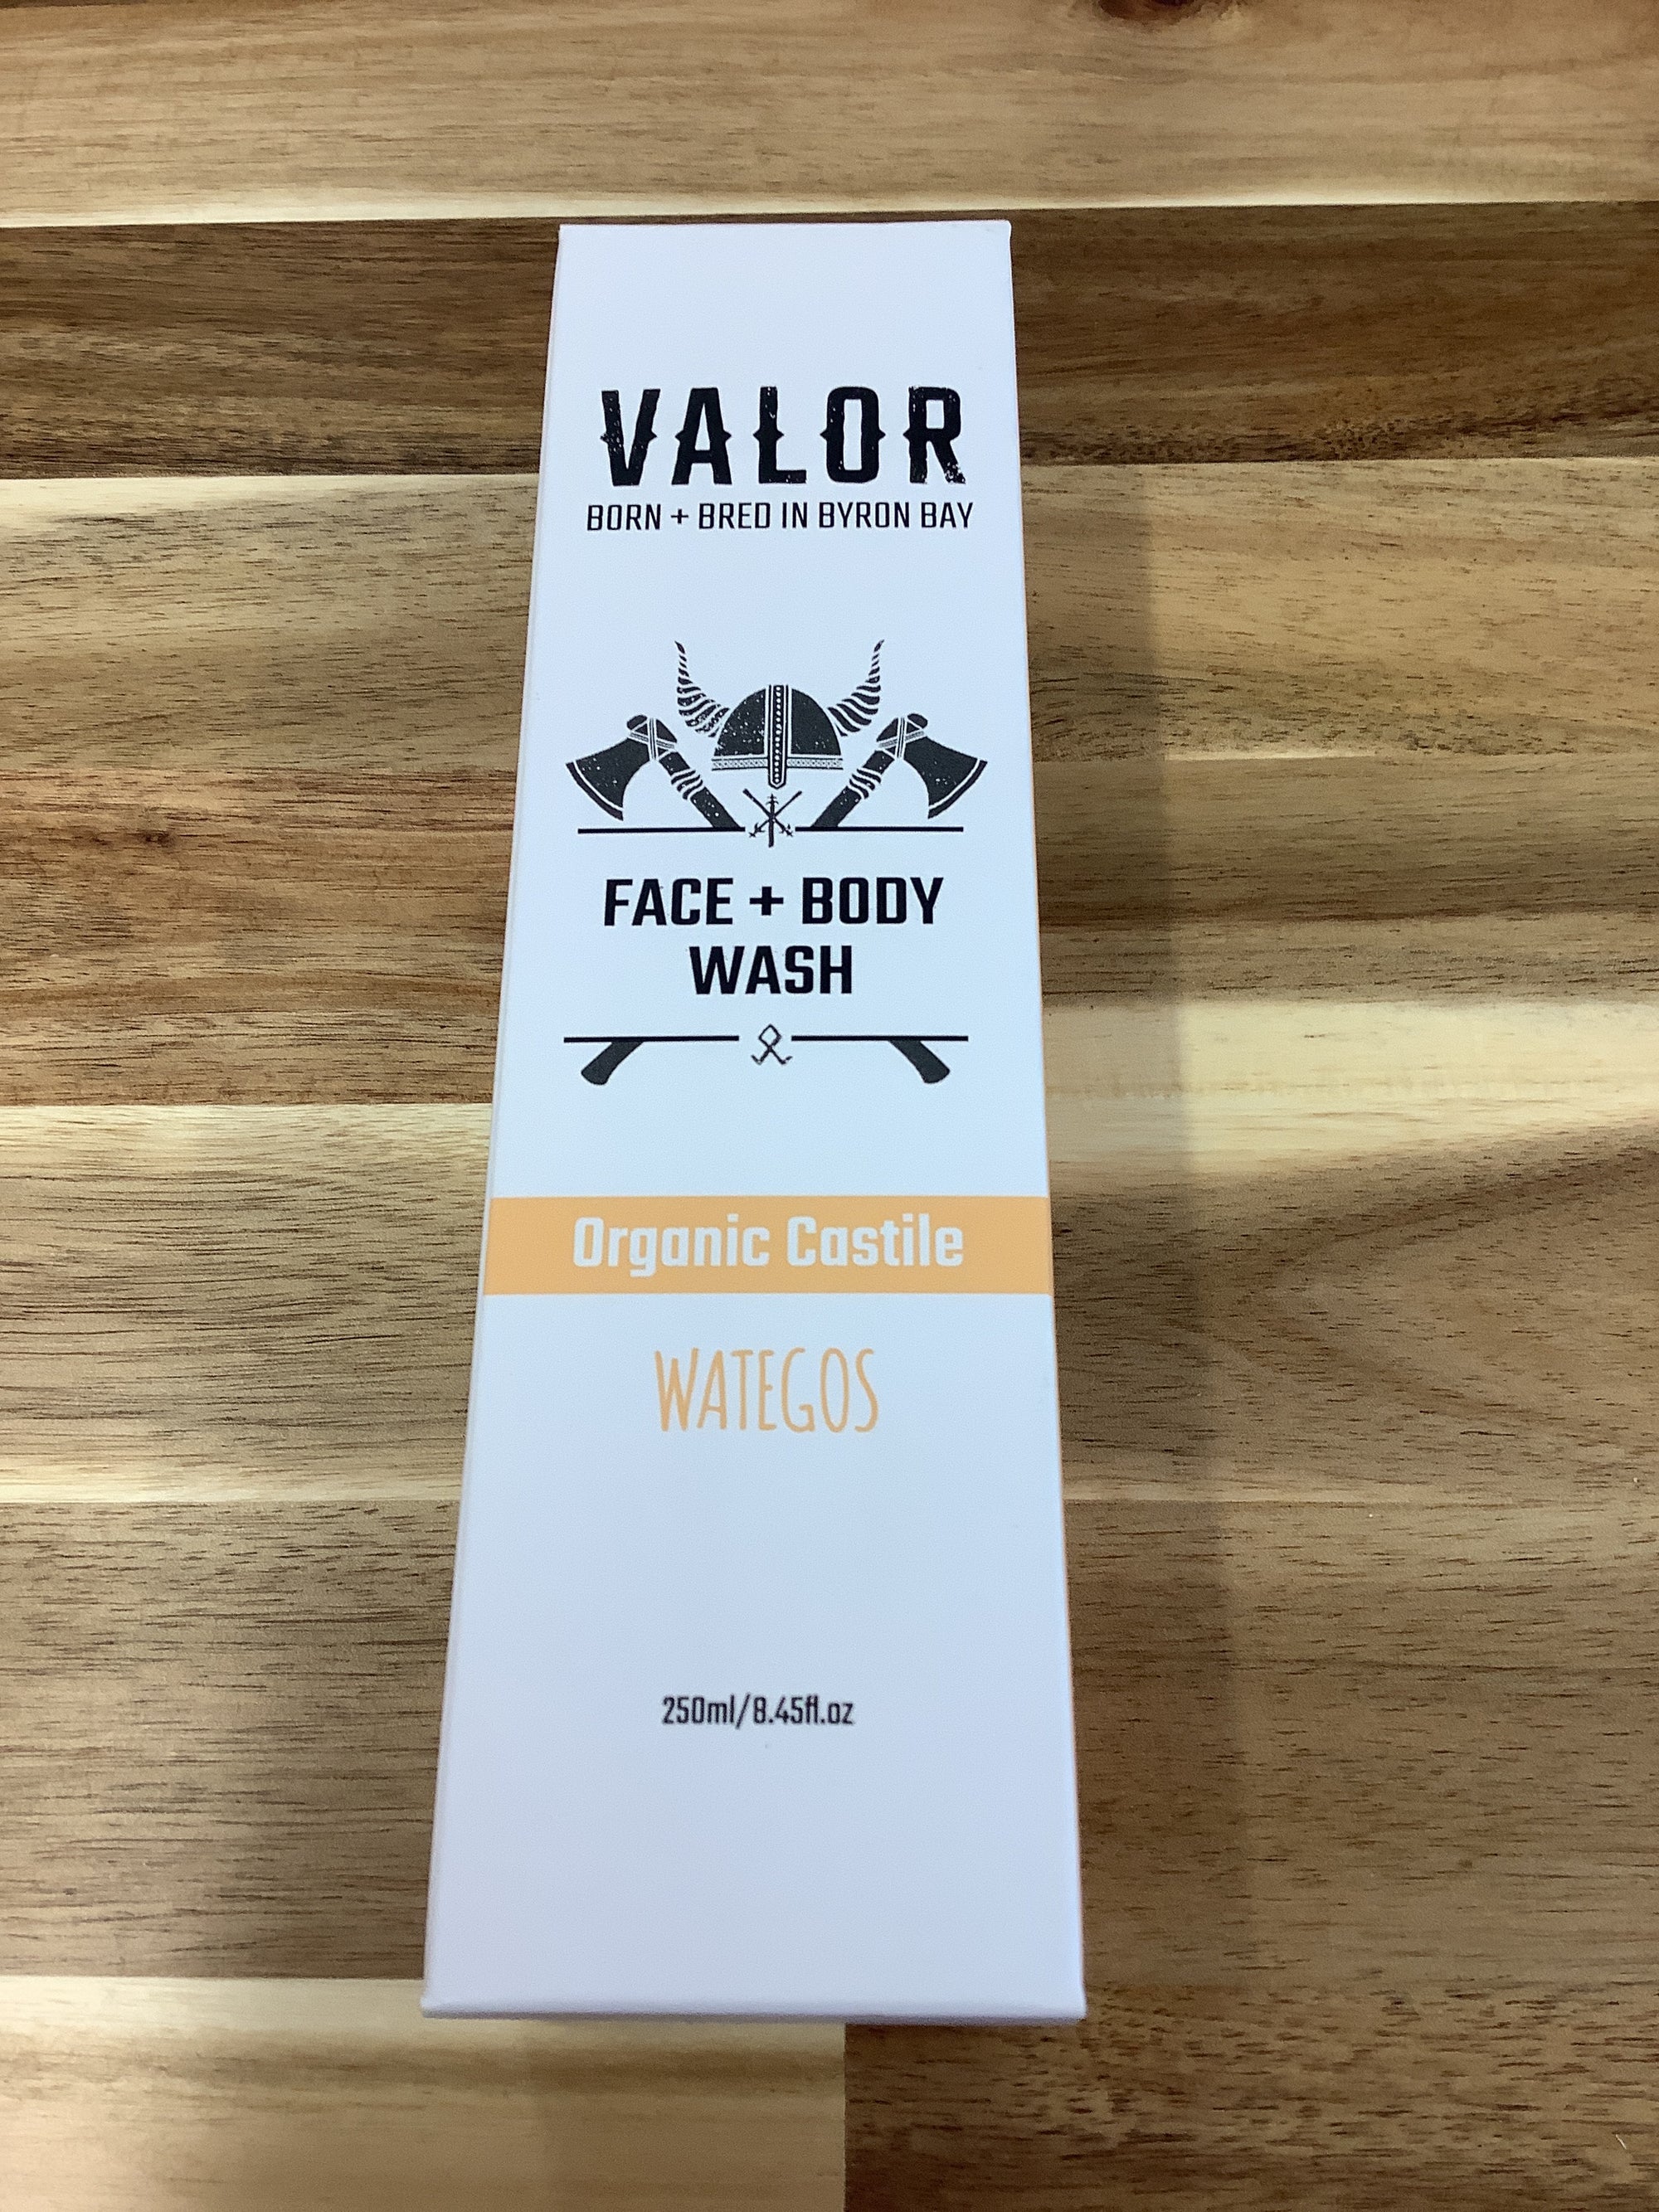 VALOR
BORN + BRED IN BYRON BAY
FACE + BODY
WASH
Organic Castile
WATEGOS
250ml/8.45fl.oz